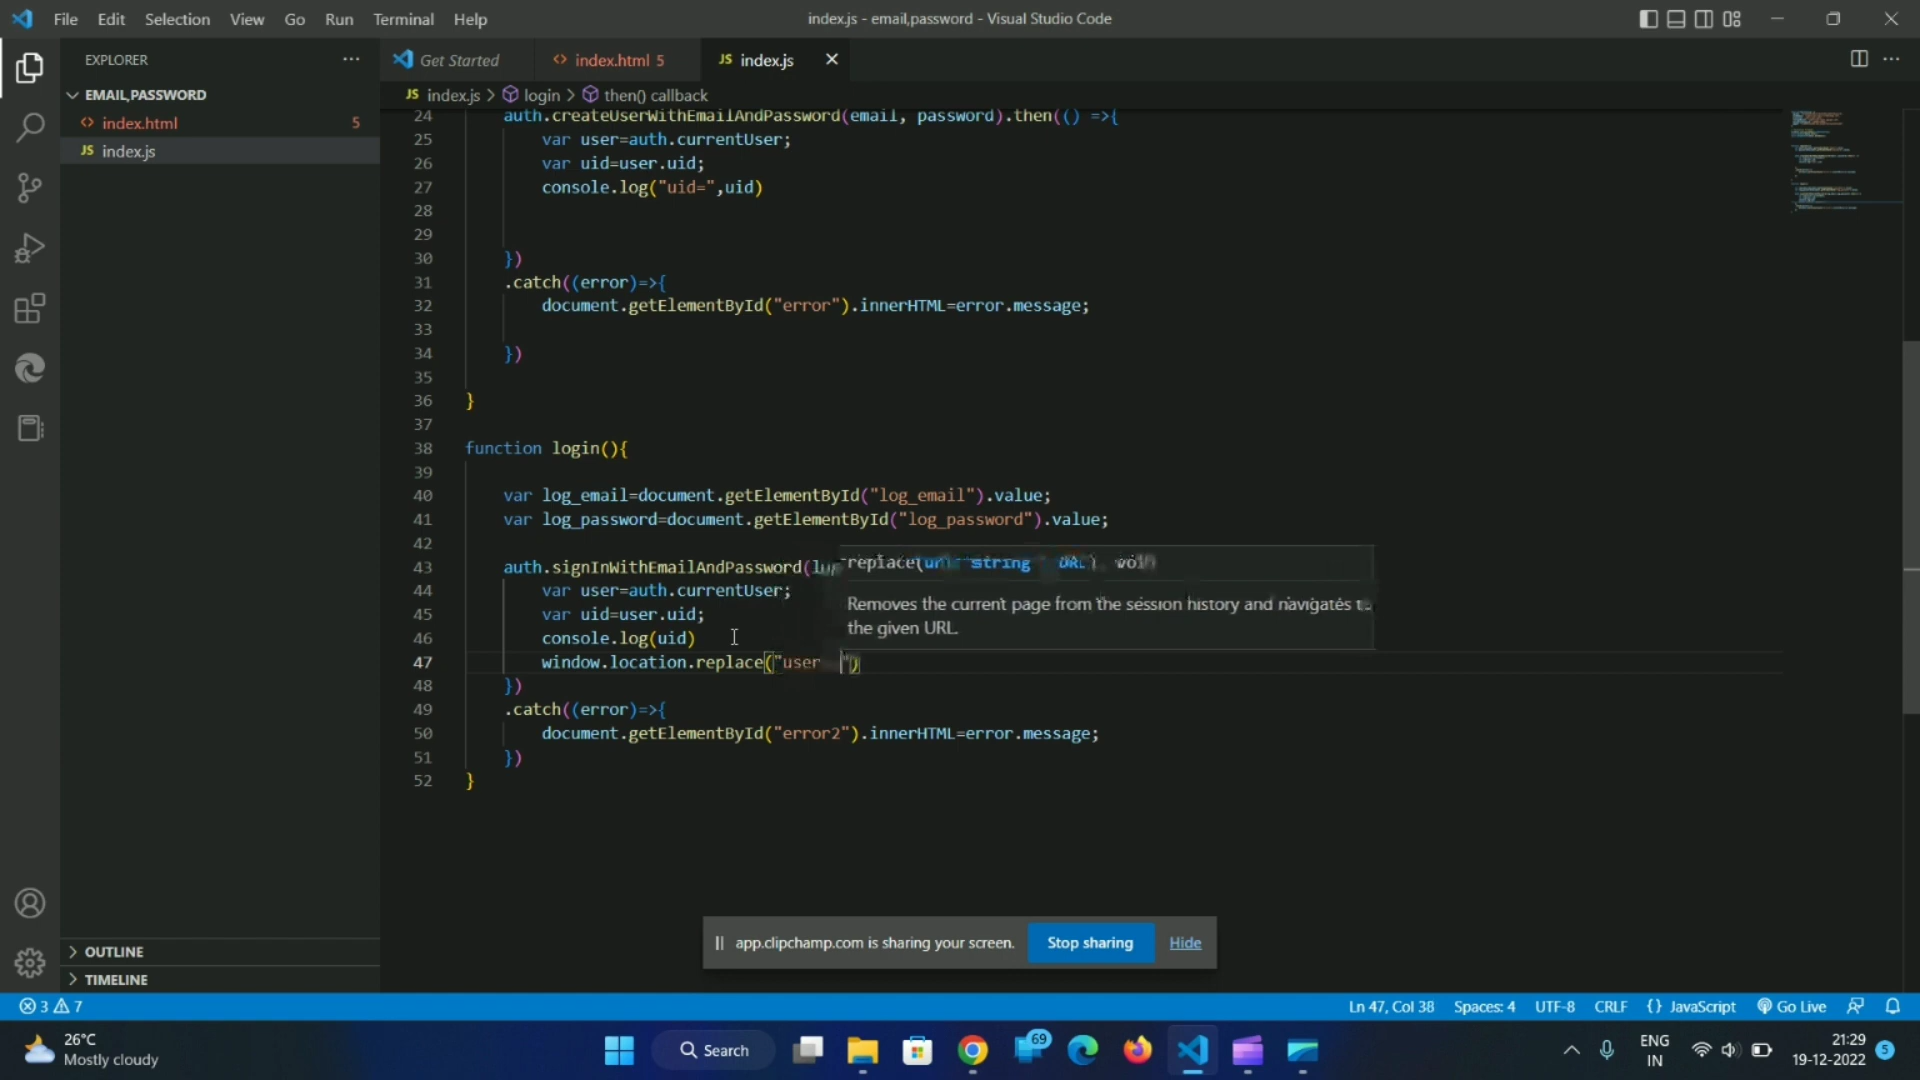 File Edit Selection View Go Run Terminal Help
index.js - email,password - Visual Studio Code
EXPLORER
EMAIL,PASSWORD
index.html 5
JS index.js
Get Started
index.html 5
JS index.js
JS index.js > login > then() callback
24 auth.createUserWithEmailAndPassword(email, password).then(() =>{
25 var user=auth.currentUser;
26 var uid=user.uid;
27 console.log("uid=",uid)
28
29
30 })
31 .catch((error)=>{
32 document.getElementById("error").innerHTML=error.message;
33
34 })
35
36 }
37
38 function login(){
39
40 var log_email=document.getElementById("log_email").value;
41 var log_password=document.getElementById("log_password").value;
42
43 auth.signInWithEmailAndPassword(
replace( string URL)
Removes the current page from the session history and navigates
the given URL.
44 var user=auth.currentUser;
45 var uid=user.uid;
46 console.log(uid)
47 window.location.replace("user ")
48 })
49 .catch((error)=>{
50 document.getElementById("error2").innerHTML=error.message;
51 })
52 }
app.clipchamp.com is sharing your screen. Stop sharing Hide
OUTLINE
TIMELINE
3 7
Ln 47, Col 38 Spaces: 4 UTF-8 CRLF {} JavaScript Go Live
26°C
Mostly cloudy
Search
69
ENG
IN
21:29
19-12-2022
5